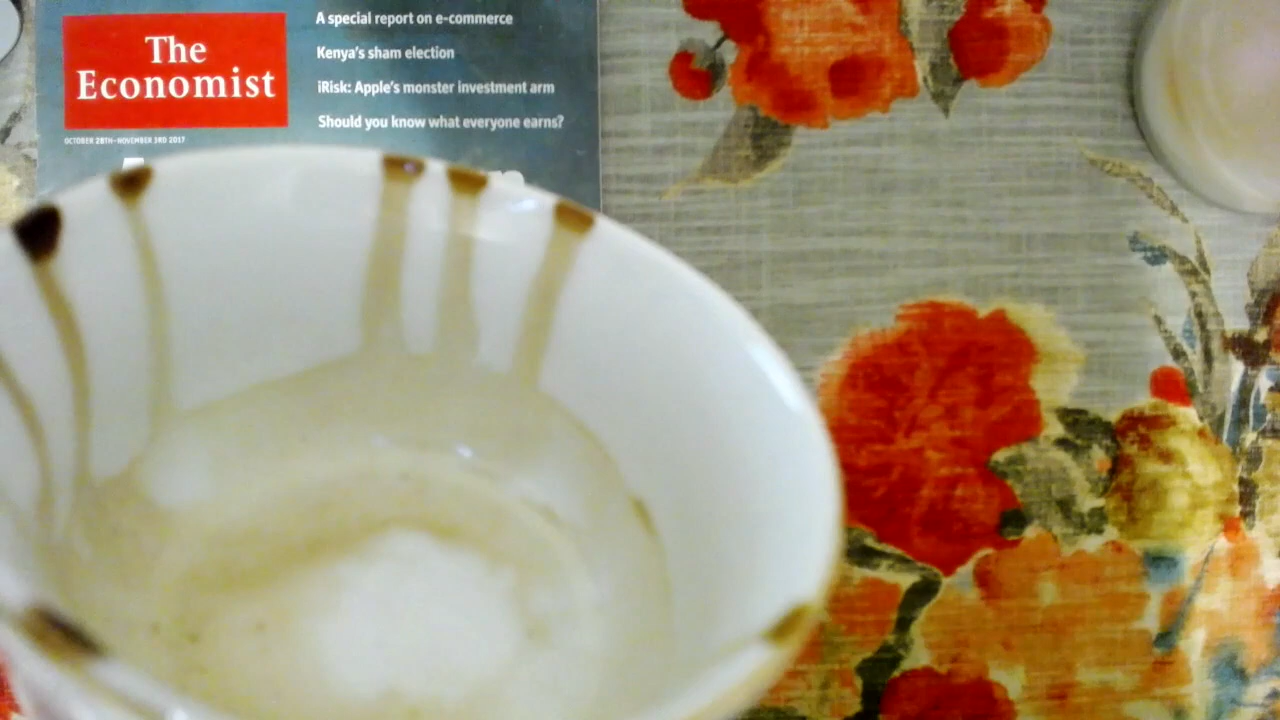 The
Economist
OCTOBER 28TH–NOVEMBER 3RD 2017
A special report on e-commerce
Kenya's sham election
iRisk: Apple's monster investment arm
Should you know what everyone earns?